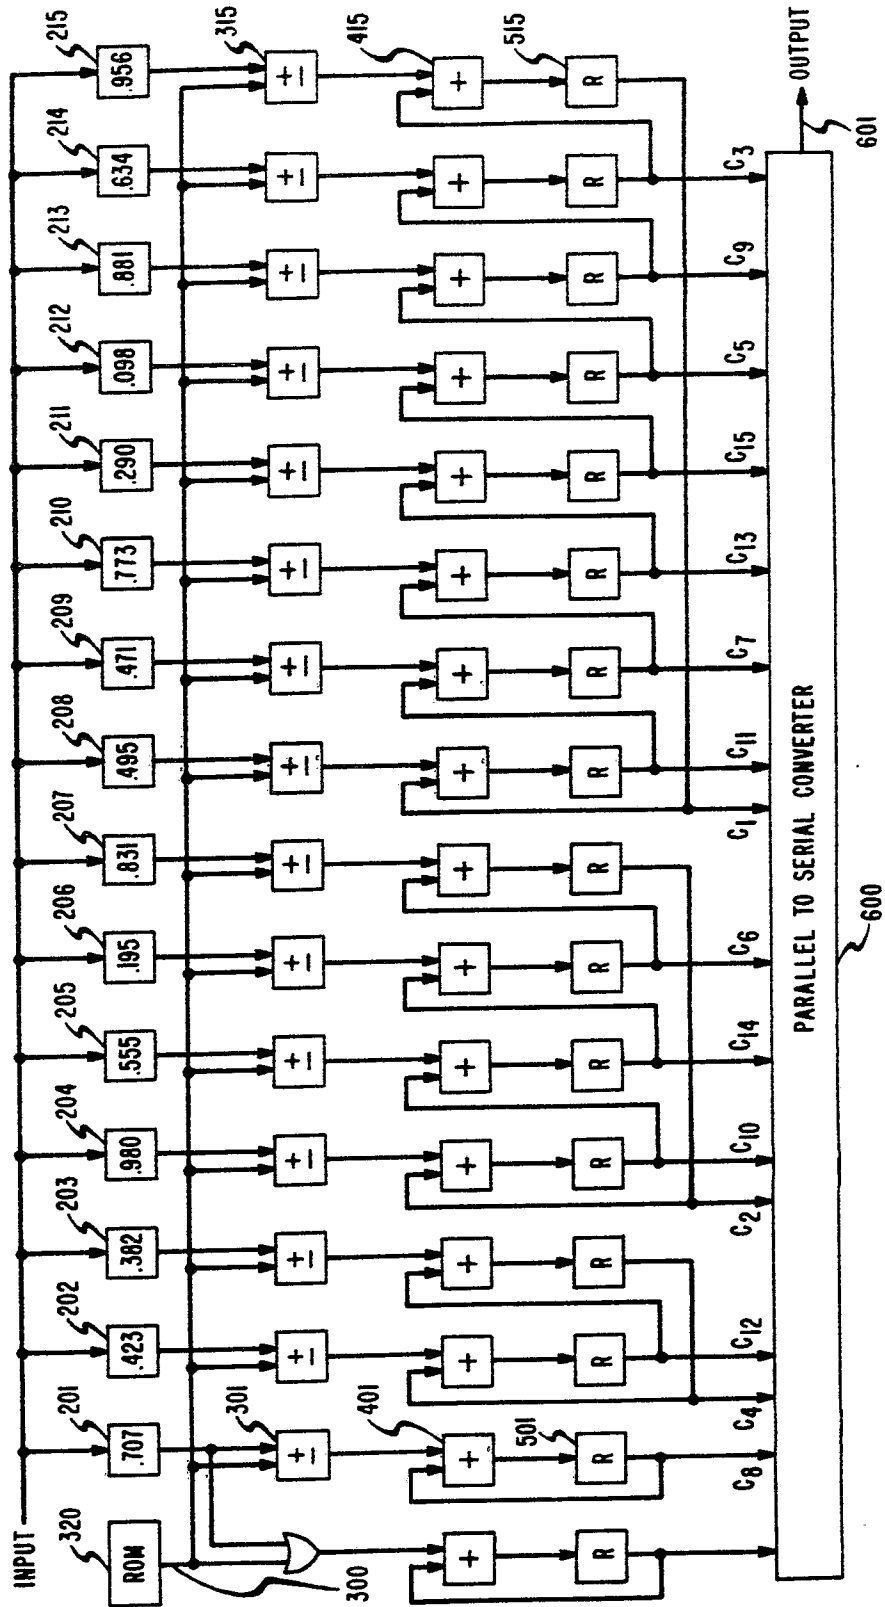 INPUT
320 201 202 203 204 205 206 207 208 209 210 211 212 213 214 215
ROM .707 .423 .382 .980 .555 .195 .831 .495 .471 .773 .290 .098 .881 .634 .956
300 301 315
+ + + + + + + + + + + + + + +
− − − − − − − − − − − − − − −
401 415
+ + + + + + + + + + + + + + + +
501 515
R R R R R R R R R R R R R R R R
C8 C4 C12 C2 C10 C14 C6 C1 C11 C7 C13 C15 C5 C9 C3
PARALLEL TO SERIAL CONVERTER
OUTPUT
600 601